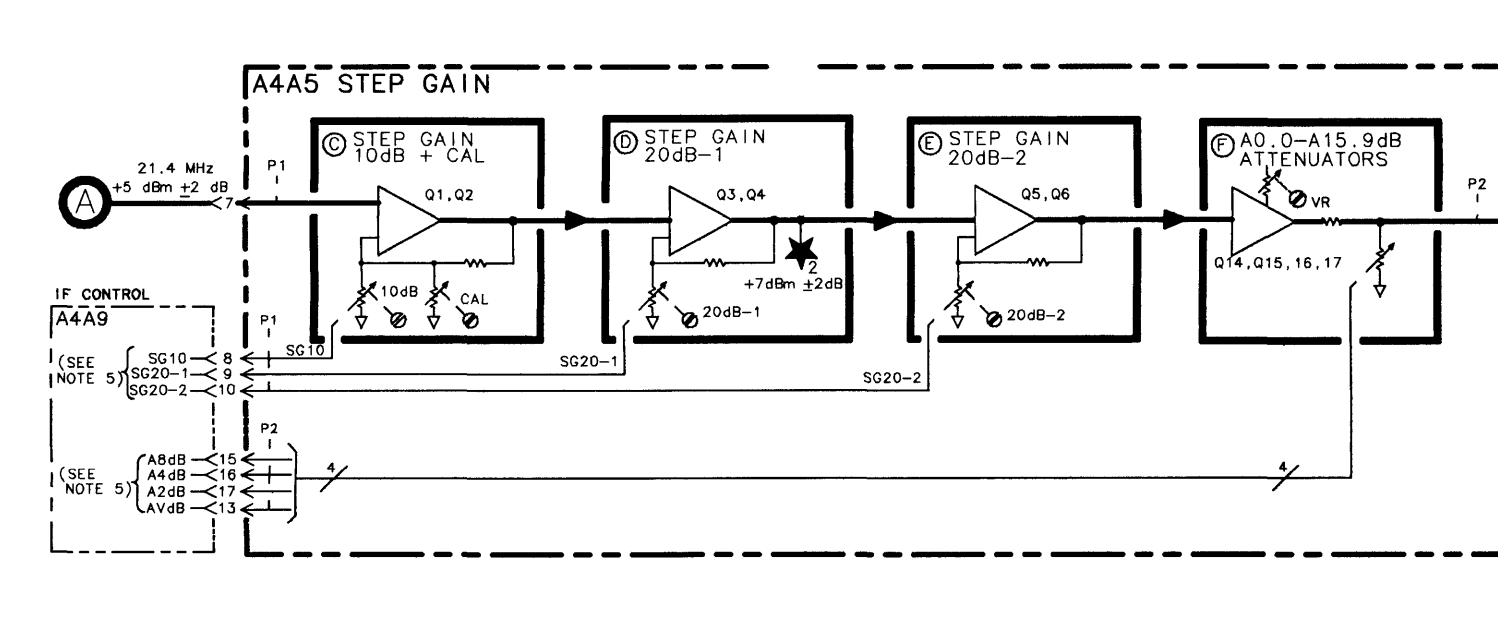 A4A5 STEP GAIN
C STEP GAIN
10dB + CAL
D STEP GAIN
20dB-1
E STEP GAIN
20dB-2
F A0.0-A15.9dB
ATTENUATORS
21.4 MHz
+5 dBm ±2 dB
P1
A
7
Q1,Q2
10dB
CAL
Q3,Q4
2
+7dBm ±2dB
20dB-1
Q5,Q6
20dB-2
VR
Q14,Q15,16,17
P2
IF CONTROL
A4A9
(SEE
NOTE 5)
SG10 8
SG20-1 9
SG20-2 10
P1
SG10
SG20-1
SG20-2
P2
(SEE
NOTE 5)
A8dB 15
A4dB 16
A2dB 17
AVdB 13
4
4